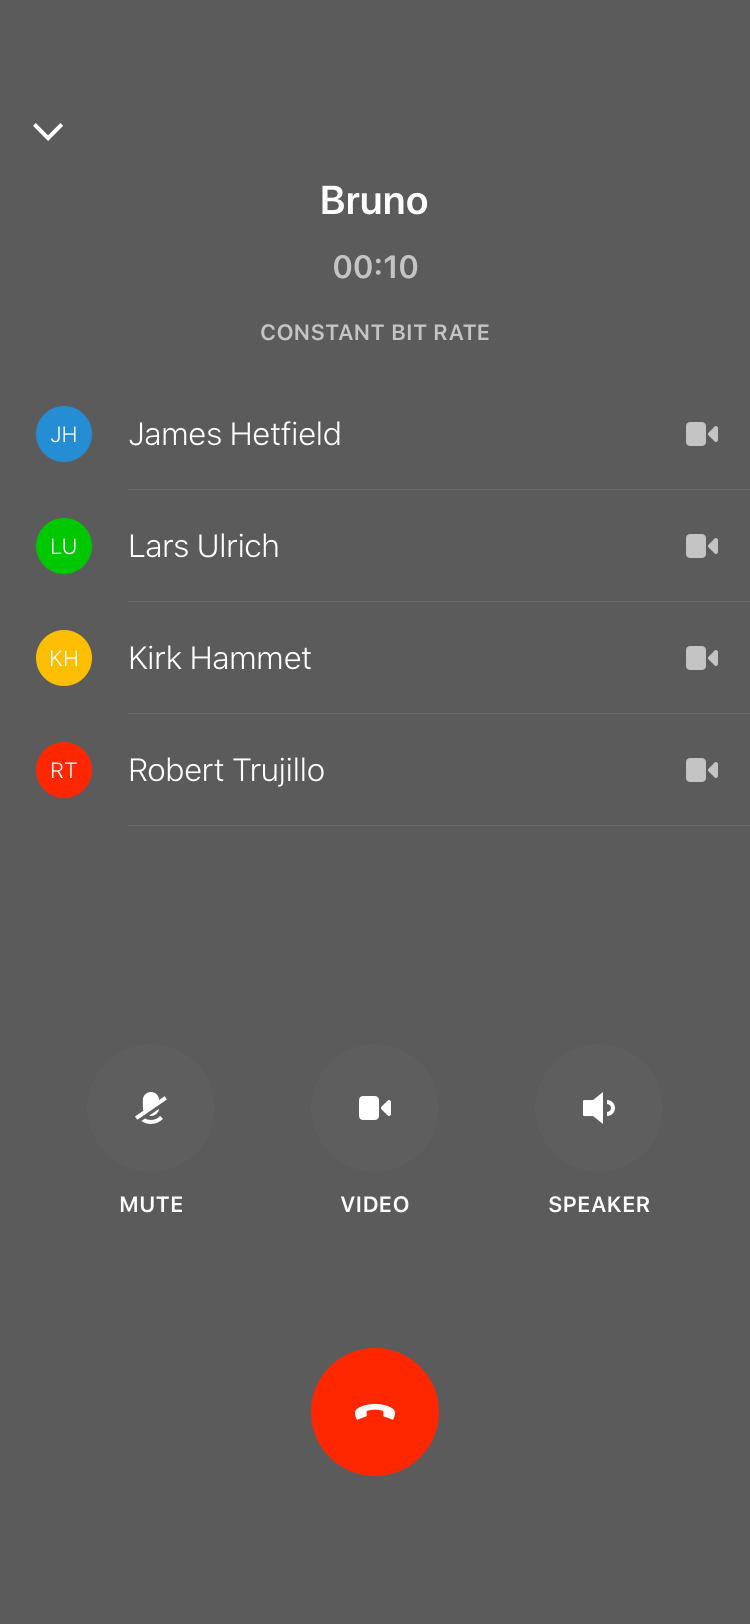 Bruno
00:10
CONSTANT BIT RATE
JH James Hetfield
LU Lars Ulrich
KH Kirk Hammet
RT Robert Trujillo
MUTE VIDEO SPEAKER